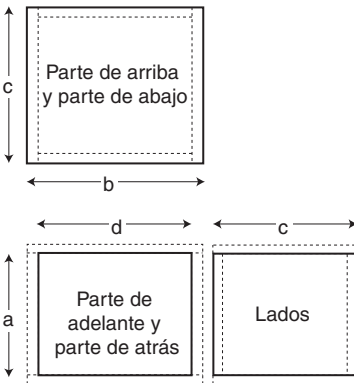 Parte de arriba
y parte de abajo
c
b
d
c
a
Parte de
adelante y
parte de atrás
Lados